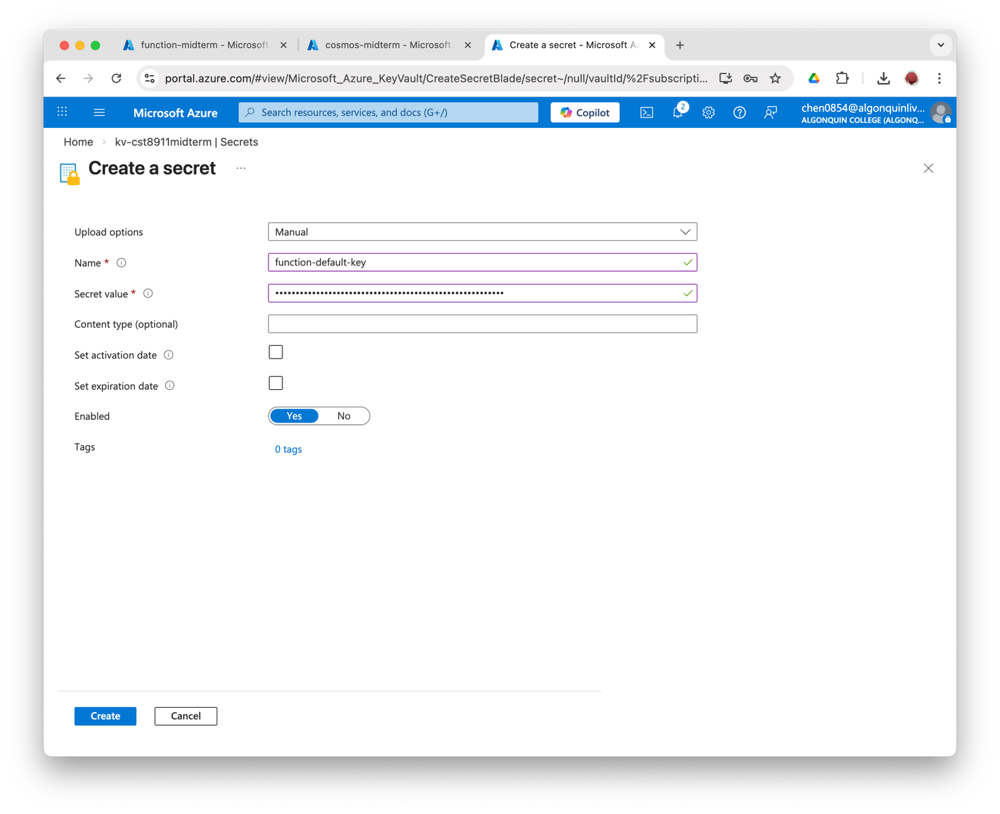 function-midterm - Microsoft
cosmos-midterm - Microsoft
Create a secret - Microsoft A
portal.azure.com/#view/Microsoft_Azure_KeyVault/CreateSecretBlade/secret~/null/vaultId/%2Fsubscripti...
Microsoft Azure
Search resources, services, and docs (G+/)
Copilot
2
chen0854@algonquinliv...
ALGONQUIN COLLEGE (ALGONQ...
Home > kv-cst8911midterm | Secrets
Create a secret ...
Upload options
Manual
Name *
function-default-key
Secret value *
Content type (optional)
Set activation date
Set expiration date
Enabled
Yes No
Tags
0 tags
Create
Cancel